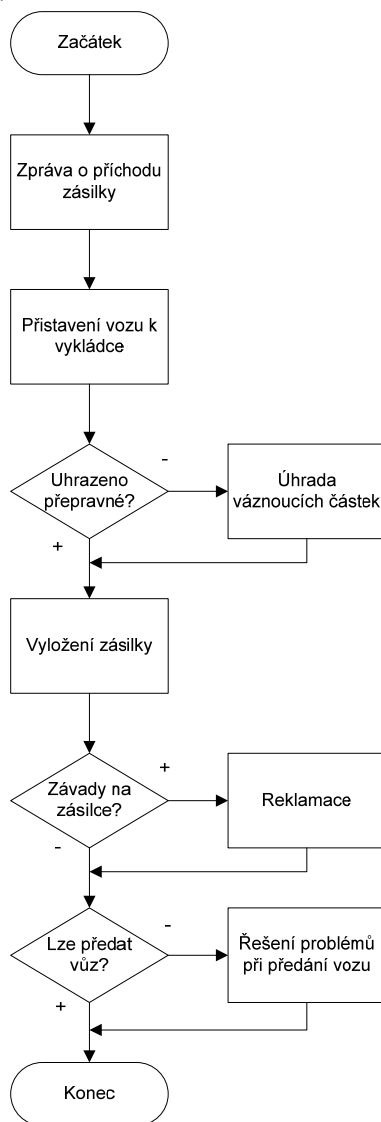 Začátek
Zpráva o příchodu
zásilky
Přistavení vozu k
vykládce
Uhrazeno
přepravné?
-
+
Úhrada
váznoucích částek
Vyložení zásilky
Závady na
zásilce?
+
-
Reklamace
Lze předat
vůz?
-
+
Řešení problémů
při předání vozu
Konec